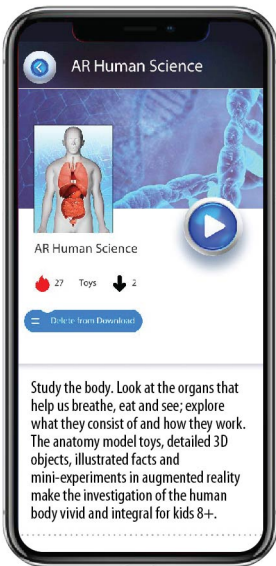 AR Human Science
AR Human Science
27 Toys 2
Delete from Download
Study the body. Look at the organs that
help us breathe, eat and see; explore
what they consist of and how they work.
The anatomy model toys, detailed 3D
objects, illustrated facts and
mini-experiments in augmented reality
make the investigation of the human
body vivid and integral for kids 8+.